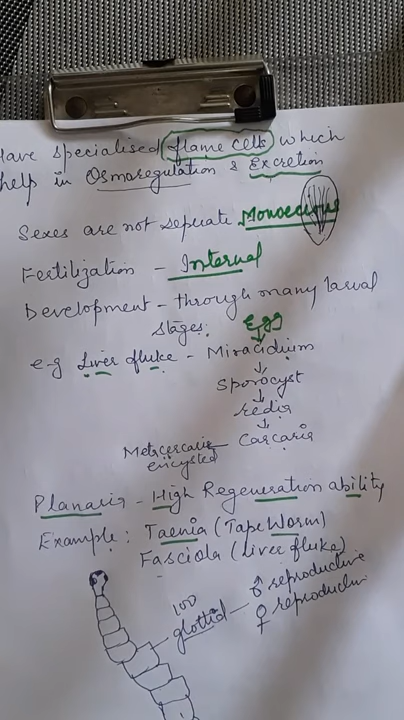 Have specialised flame cells which
help in Osmoregulation & Excretion
Sexes are not sepuate Monoecious
Fertilization - Internal
Development - through many larval
stages.
Egg
e-g Liver fluke - Miracidium
Sporocyst
redia
Metacercaria Carcaria
encysted
Planaria - High Regeneration ability
Example : Taenia (Tape Worm)
Fasciola (liver fluke)
100
glottid - ♂ reproductive
♀ reproductive